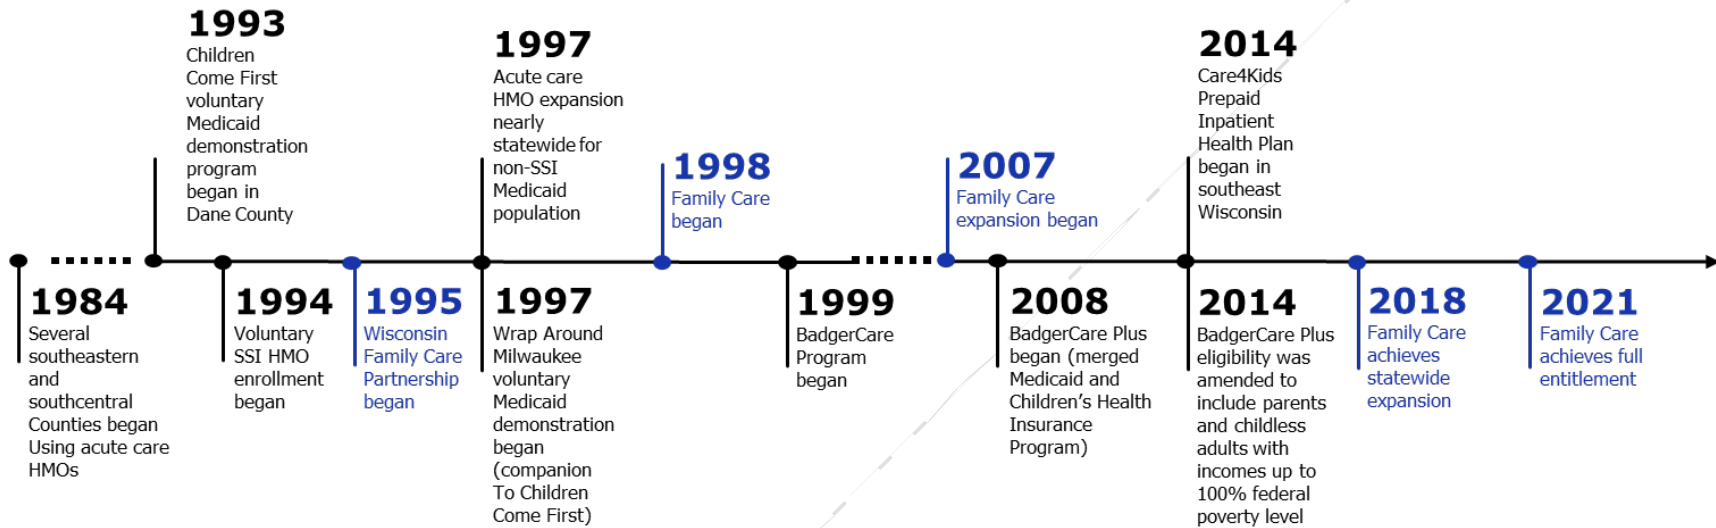 1993
Children
Come First
voluntary
Medicaid
demonstration
program
began in
Dane County
1997
Acute care
HMO expansion
nearly
statewide for
non-SSI
Medicaid
population
1998
Family Care
began
2007
Family Care
expansion began
2014
Care4Kids
Prepaid
Inpatient
Health Plan
began in
southeast
Wisconsin
1984
Several
southeastern
and
southcentral
Counties began
Using acute care
HMOs
1994
Voluntary
SSI HMO
enrollment
began
1995
Wisconsin
Family Care
Partnership
began
1997
Wrap Around
Milwaukee
voluntary
Medicaid
demonstration
began
(companion
To Children
Come First)
1999
BadgerCare
Program
began
2008
BadgerCare Plus
began (merged
Medicaid and
Children’s Health
Insurance
Program)
2014
BadgerCare Plus
eligibility was
amended to
include parents
and childless
adults with
incomes up to
100% federal
poverty level
2018
Family Care
achieves
statewide
expansion
2021
Family Care
achieves full
entitlement